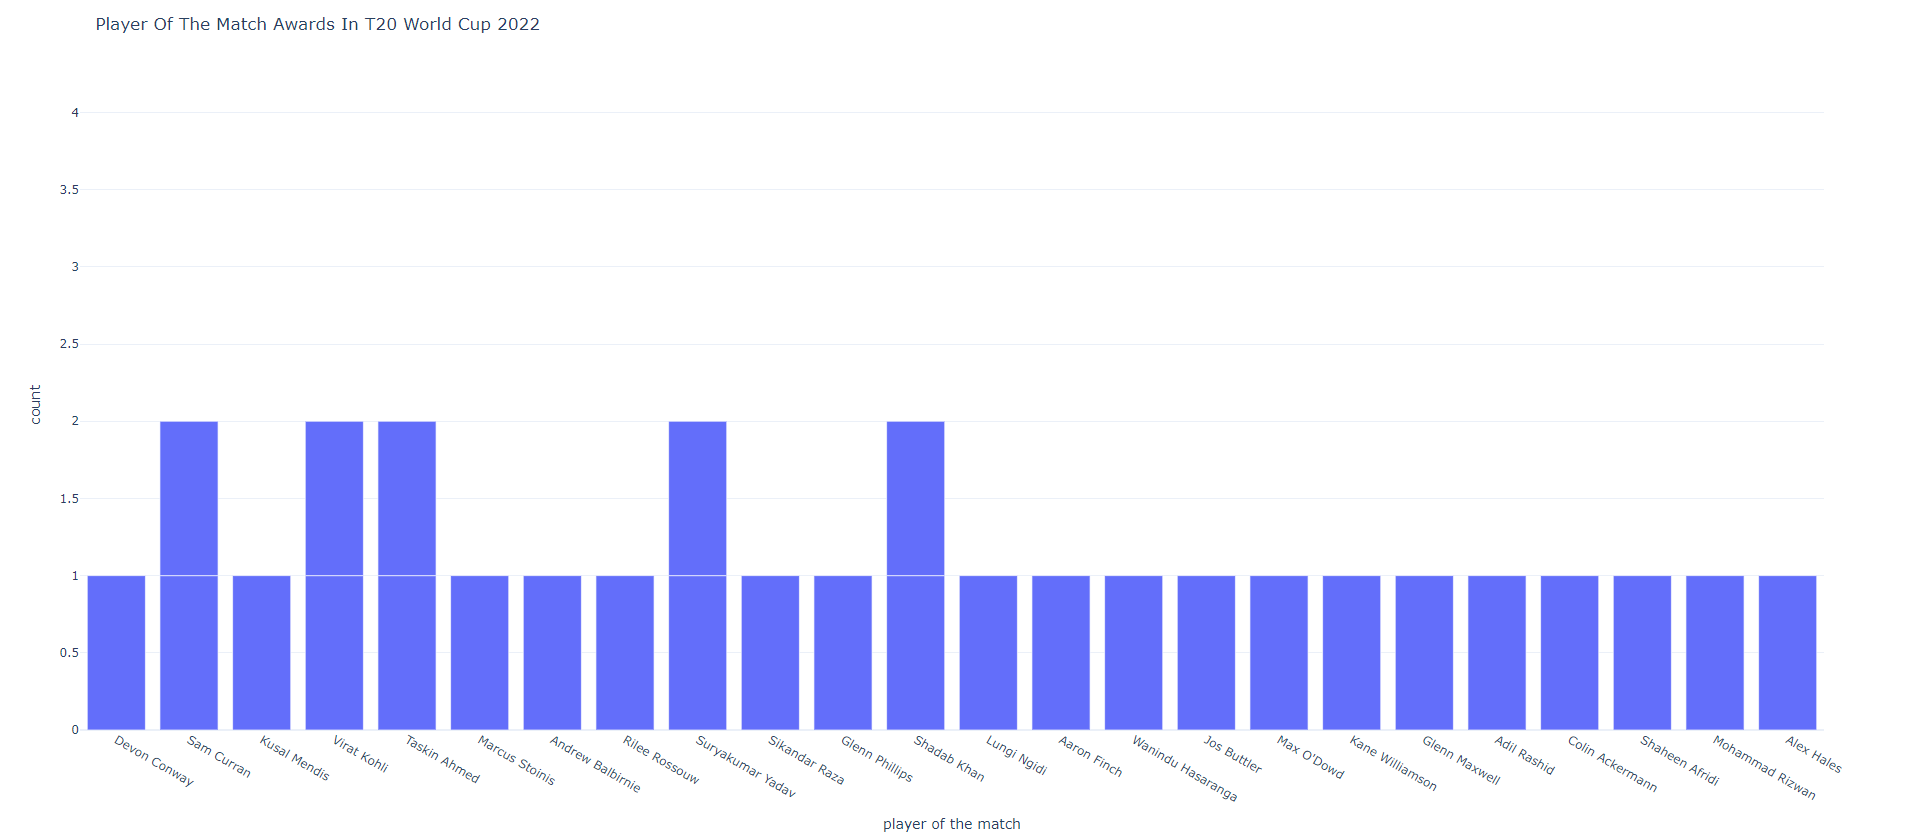 Player Of The Match Awards In T20 World Cup 2022
4
3.5
3
2.5
2
1.5
1
0.5
0
count
Devon Conway
Sam Curran
Kusal Mendis
Virat Kohli
Taskin Ahmed
Marcus Stoinis
Andrew Balbirnie
Rilee Rossouw
Suryakumar Yadav
Sikandar Raza
Glenn Phillips
Shadab Khan
Lungi Ngidi
Aaron Finch
Wanindu Hasaranga
Jos Buttler
Max O'Dowd
Kane Williamson
Glenn Maxwell
Adil Rashid
Colin Ackermann
Shaheen Afridi
Mohammad Rizwan
Alex Hales
player of the match